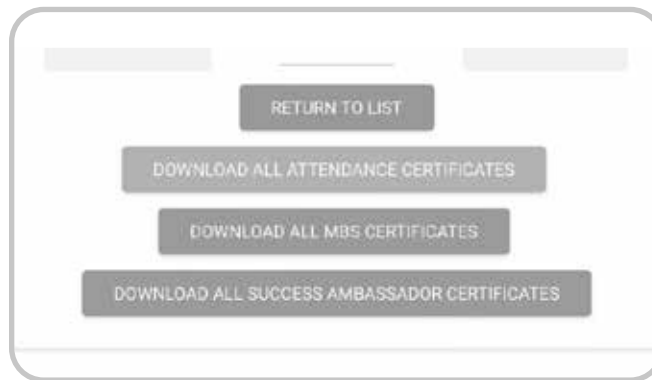 RETURN TO LIST
DOWNLOAD ALL ATTENDANCE CERTIFICATES
DOWNLOAD ALL MBS CERTIFICATES
DOWNLOAD ALL SUCCESS AMBASSADOR CERTIFICATES